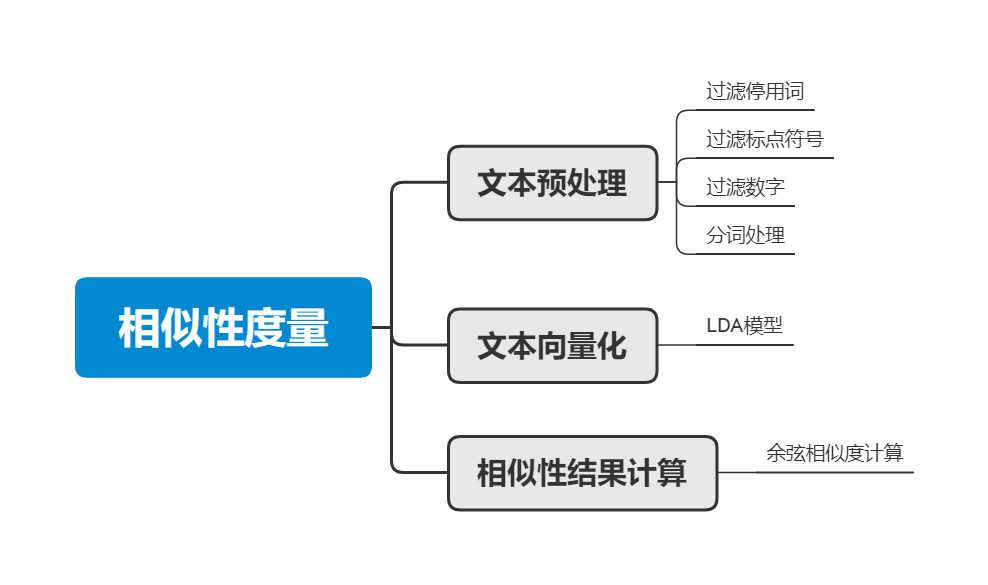 相似性度量
文本预处理
过滤停用词
过滤标点符号
过滤数字
分词处理
文本向量化
LDA模型
相似性结果计算
余弦相似度计算